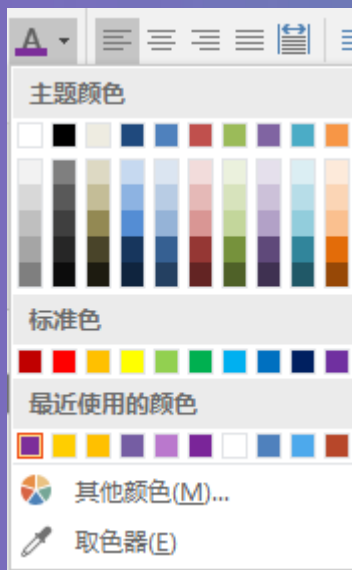 A
主题颜色
标准色
最近使用的颜色
其他颜色(M)...
取色器(E)